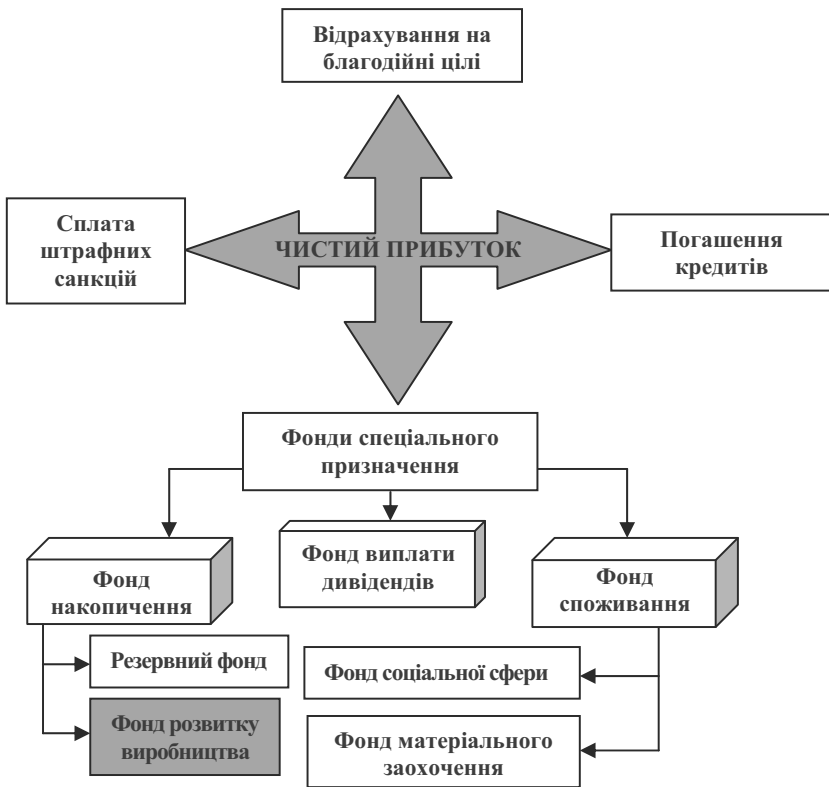 Відрахування на
благодійні цілі
Сплата
штрафних
санкцій
ЧИСТИЙ ПРИБУТОК
Погашення
кредитів
Фонди спеціального
призначення
Фонд
накопичення
Фонд виплати
дивідендів
Фонд
споживання
Резервний фонд
Фонд соціальної сфери
Фонд розвитку
виробництва
Фонд матеріального
заохочення